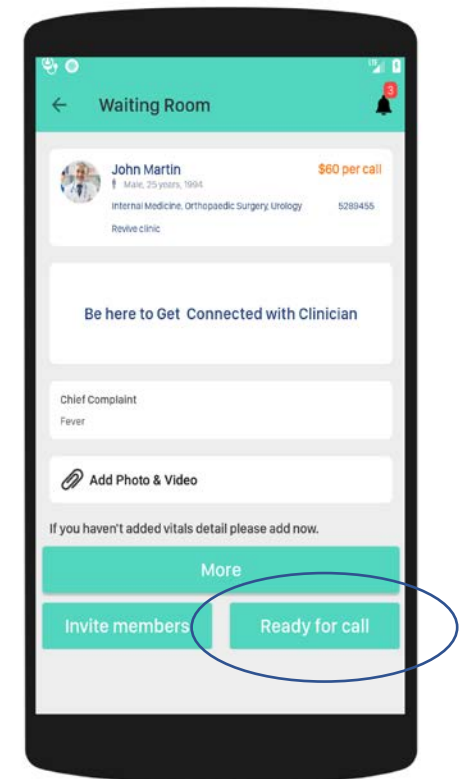 Waiting Room
3
John Martin
$60 per call
Male, 25 years, 1994
Internal Medicine, Orthopaedic Surgery, Urology
5289455
Revive clinic
Be here to Get Connected with Clinician
Chief Complaint
Fever
Add Photo & Video
If you haven't added vitals detail please add now.
More
Invite members
Ready for call